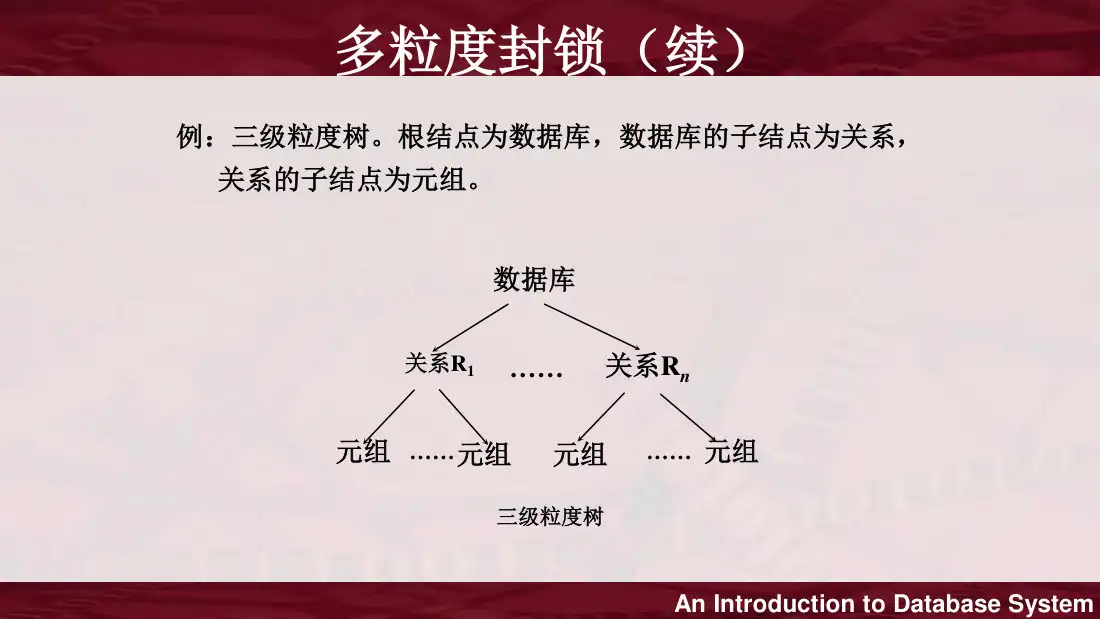 多粒度封锁（续）
例：三级粒度树。根结点为数据库，数据库的子结点为关系，
关系的子结点为元组。
数据库
关系R1 …… 关系Rn
元组 …… 元组 元组 …… 元组
三级粒度树
An Introduction to Database System